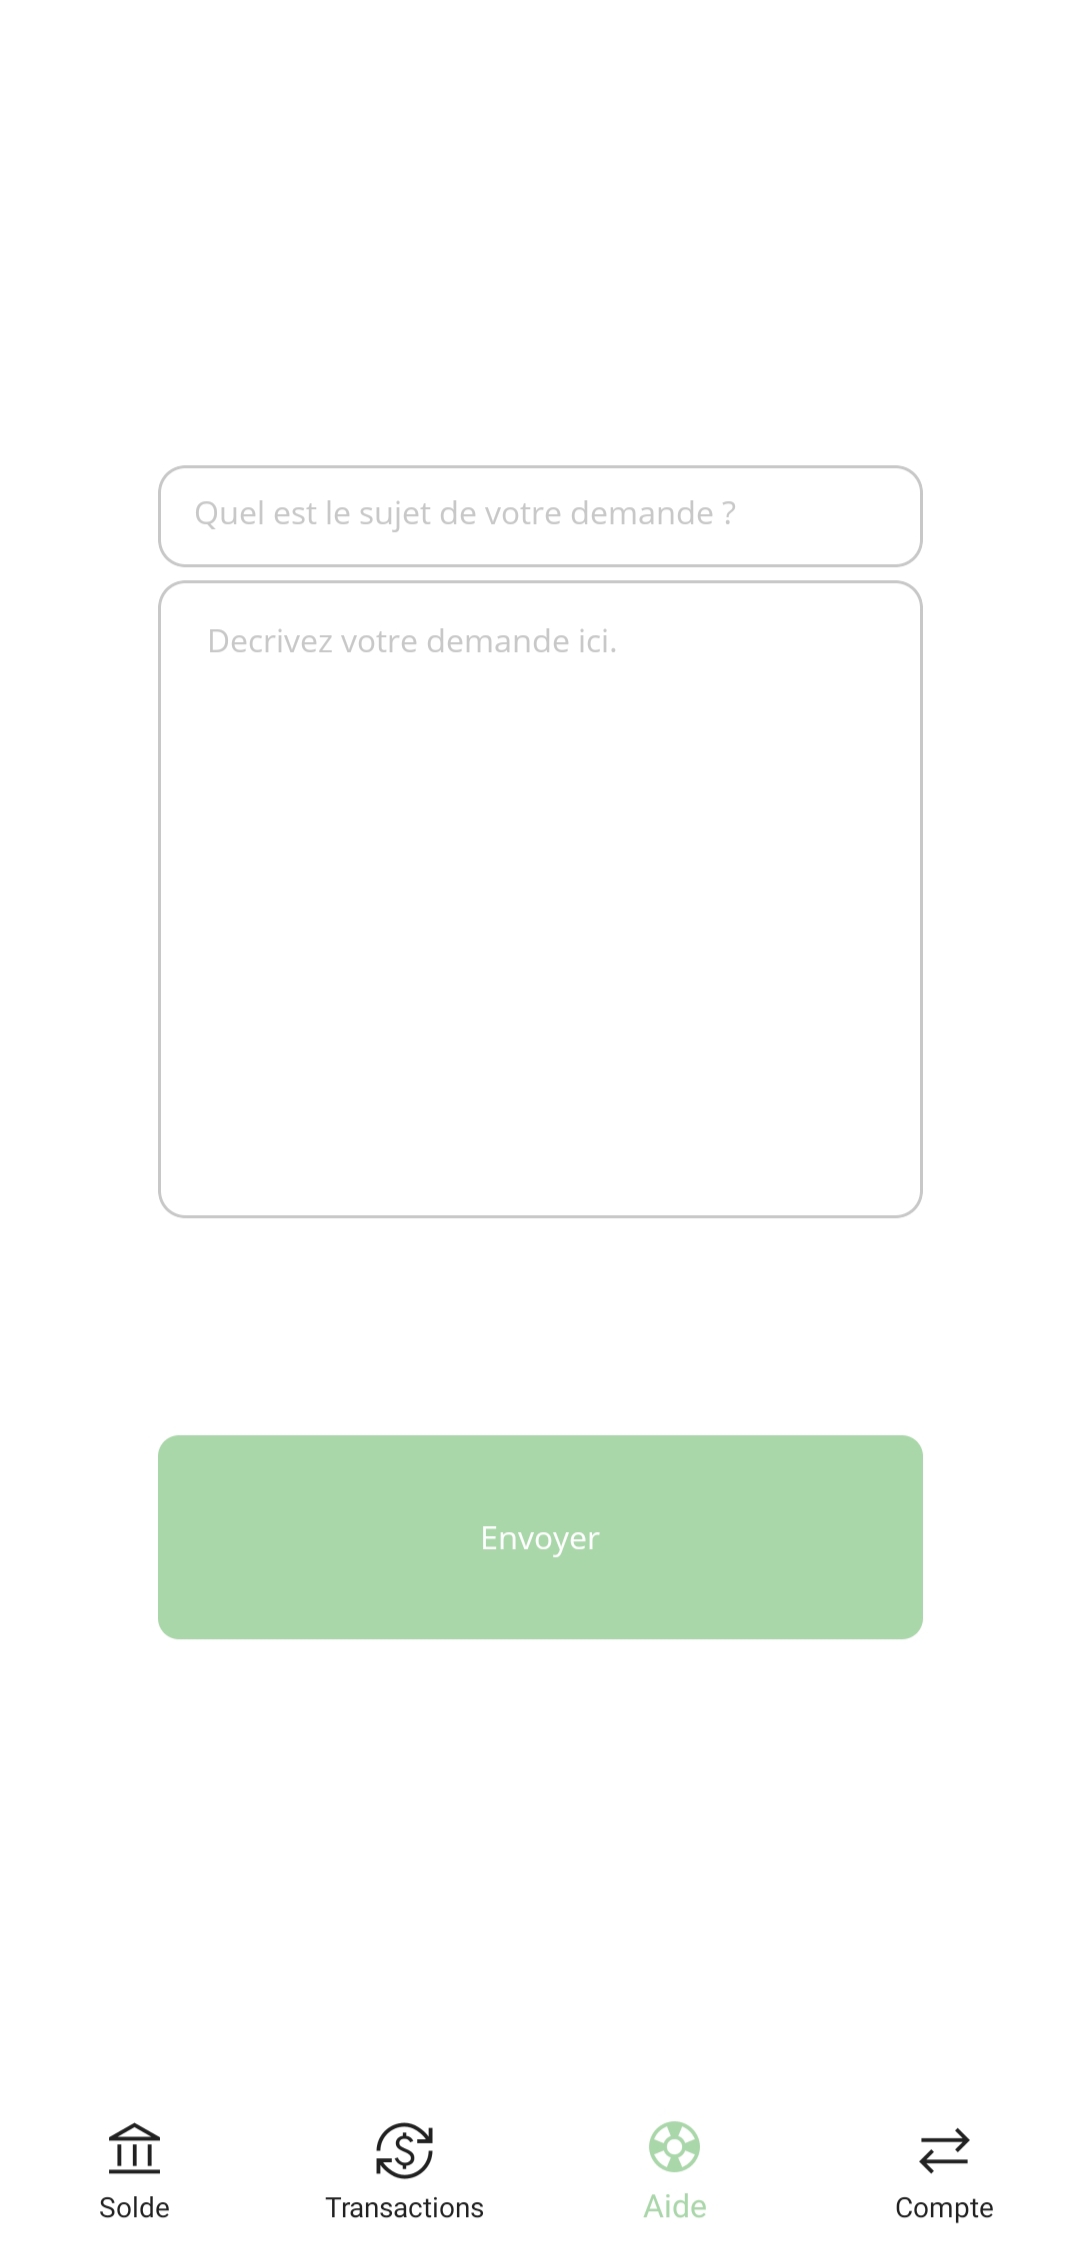 Quel est le sujet de votre demande ?
Decrivez votre demande ici.
Envoyer
Solde
Transactions
Aide
Compte